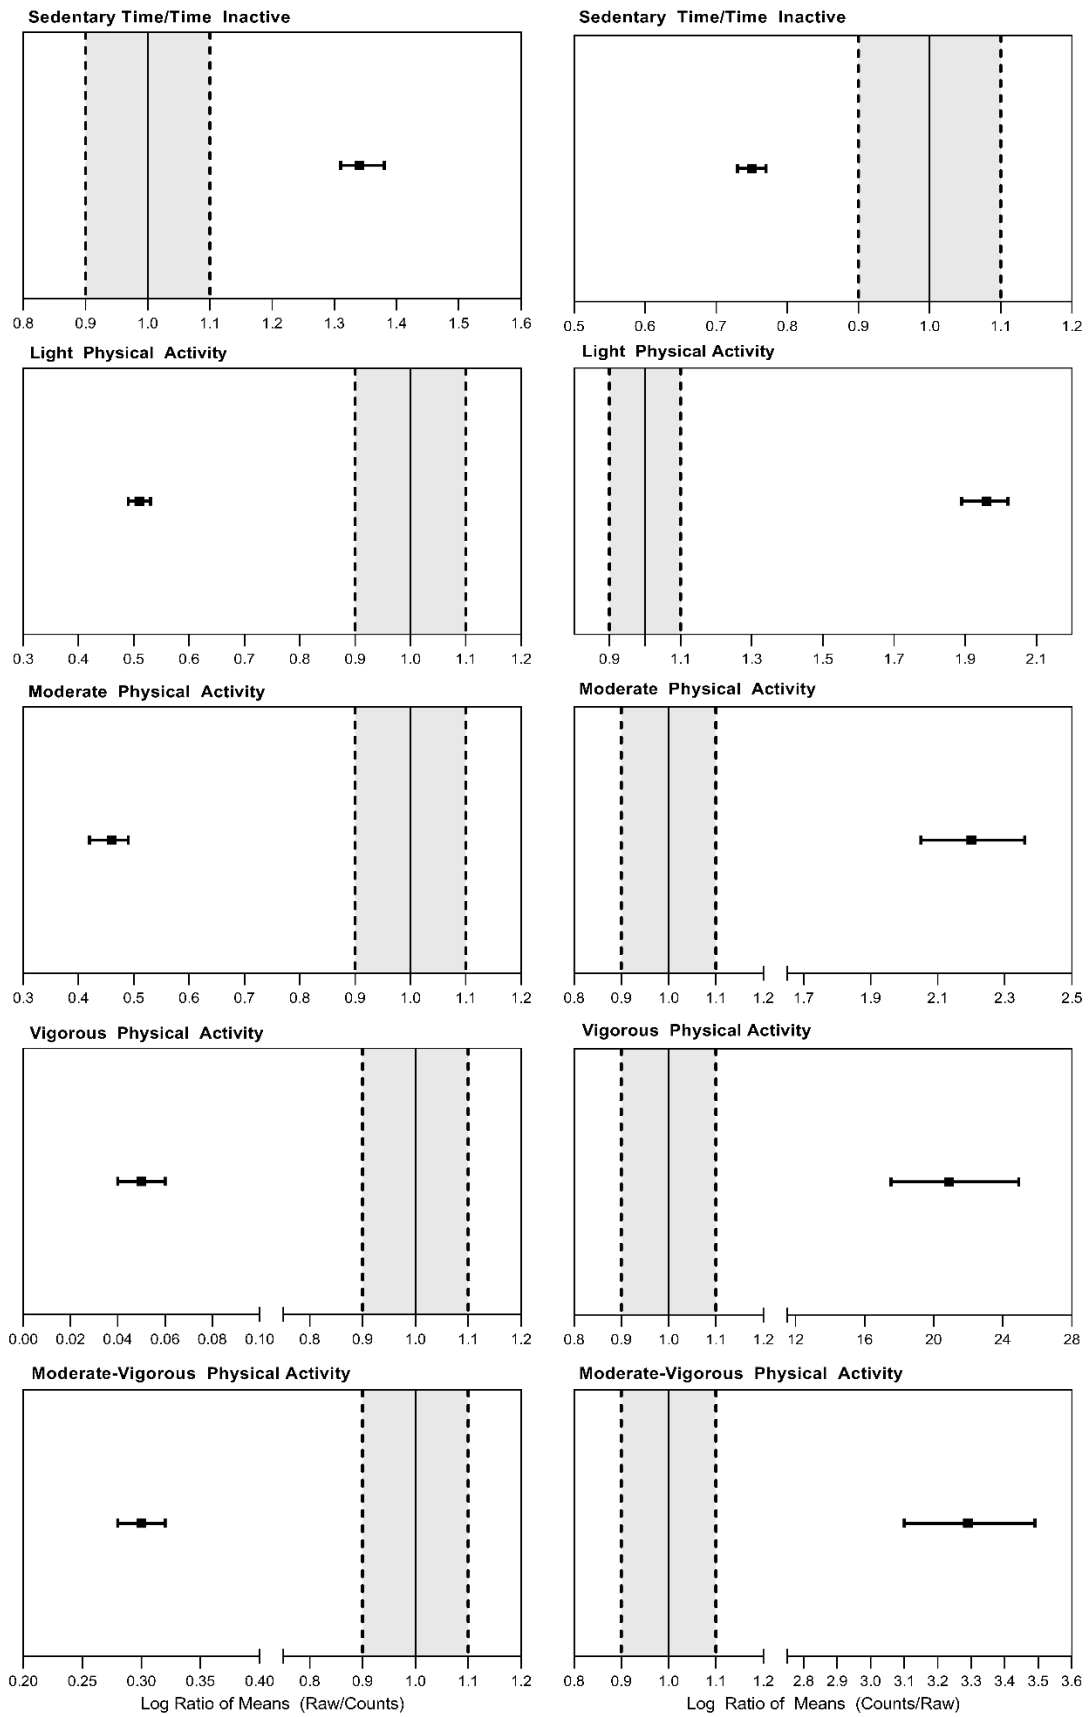 Sedentary Time/Time Inactive
0.8 0.9 1.0 1.1 1.2 1.3 1.4 1.5 1.6
Sedentary Time/Time Inactive
0.5 0.6 0.7 0.8 0.9 1.0 1.1 1.2
Light Physical Activity
0.3 0.4 0.5 0.6 0.7 0.8 0.9 1.0 1.1 1.2
Light Physical Activity
0.9 1.1 1.3 1.5 1.7 1.9 2.1
Moderate Physical Activity
0.3 0.4 0.5 0.6 0.7 0.8 0.9 1.0 1.1 1.2
Moderate Physical Activity
0.8 0.9 1.0 1.1 1.2 1.7 1.9 2.1 2.3 2.5
Vigorous Physical Activity
0.00 0.02 0.04 0.06 0.08 0.10 0.8 0.9 1.0 1.1 1.2
Vigorous Physical Activity
0.8 0.9 1.0 1.1 1.2 12 16 20 24 28
Moderate-Vigorous Physical Activity
0.20 0.25 0.30 0.35 0.40 0.8 0.9 1.0 1.1 1.2
Log Ratio of Means (Raw/Counts)
Moderate-Vigorous Physical Activity
0.8 0.9 1.0 1.1 1.2 2.8 2.9 3.0 3.1 3.2 3.3 3.4 3.5 3.6
Log Ratio of Means (Counts/Raw)